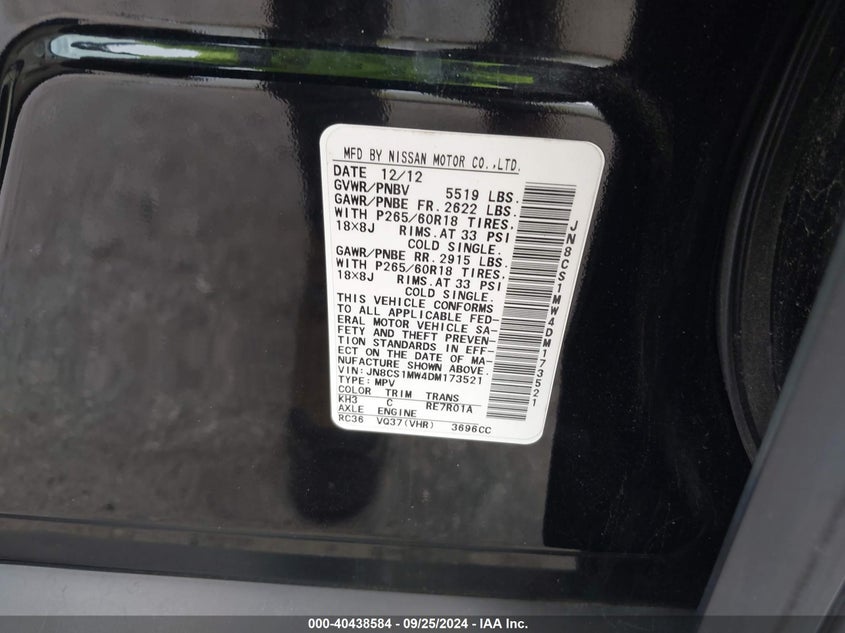 MFD BY NISSAN MOTOR CO.,LTD.
DATE 12/12
GVWR/PNBV 5519 LBS.
GAWR/PNBE FR. 2622 LBS.
WITH P265/60R18 TIRES.
18×8J RIMS.AT 33 PSI
COLD SINGLE.
GAWR/PNBE RR. 2915 LBS.
WITH P265/60R18 TIRES.
18×8J RIMS.AT 33 PSI
COLD SINGLE.
THIS VEHICLE CONFORMS
TO ALL APPLICABLE FED-
ERAL MOTOR VEHICLE SA-
FETY AND THEFT PREVEN-
TION STANDARDS IN EFF-
ECT ON THE DATE OF MA-
NUFACTURE SHOWN ABOVE.
VIN: JN8CS1MW4DM173521
TYPE: MPV
COLOR TRIM TRANS
KH3 C RE7R01A
AXLE ENGINE
RC36 VQ37(VHR) 3696CC
JN8CS1MW4DM173521
000-40438584 - 09/25/2024 - IAA Inc.